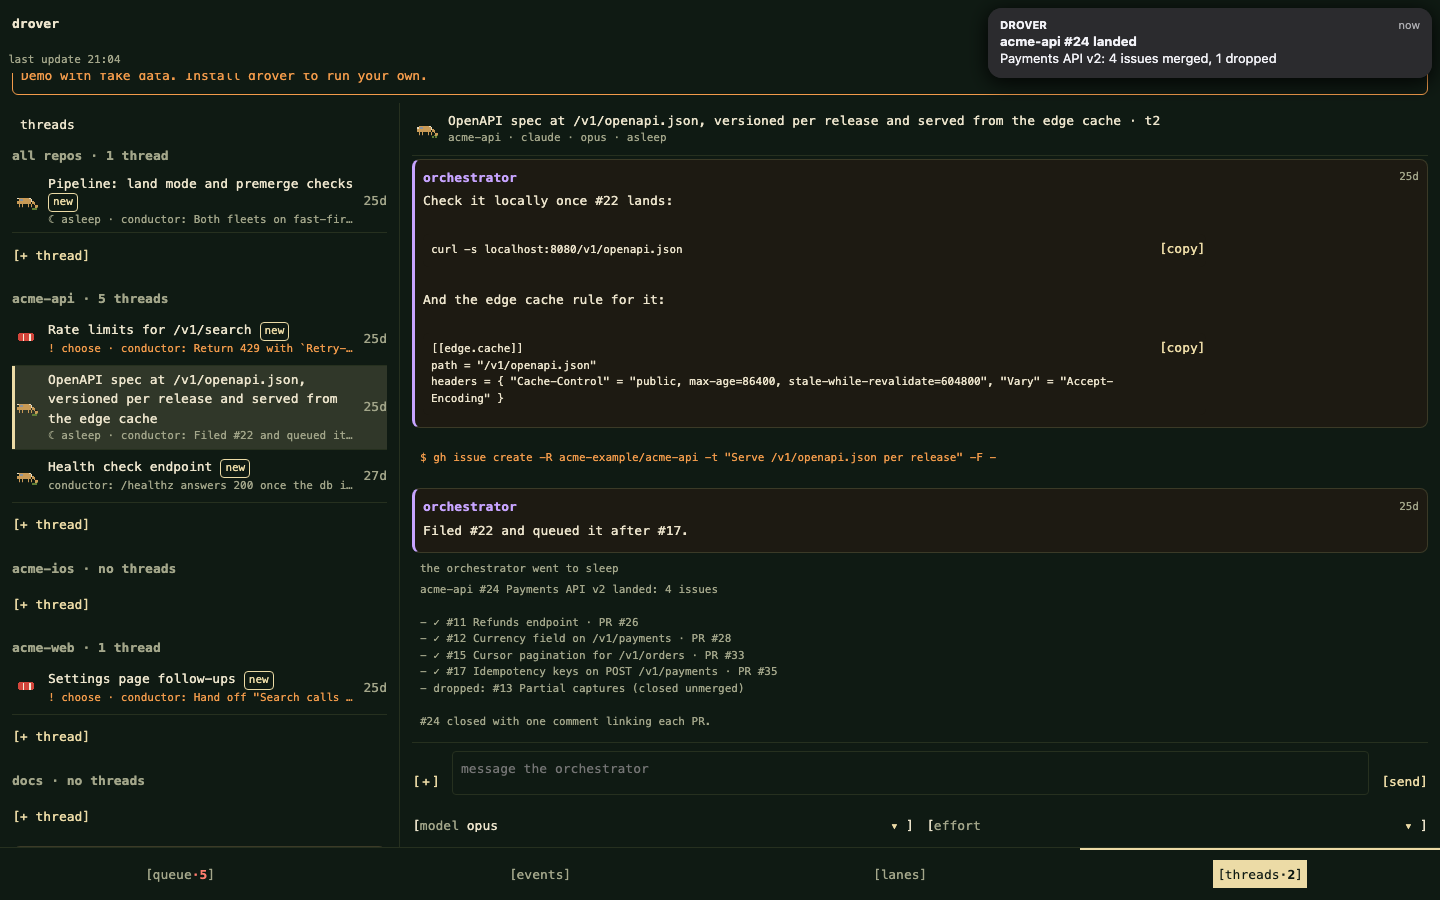 drover
last update 21:04
Demo with fake data. Install drover to run your own.
DROVER
now
acme-api #24 landed
Payments API v2: 4 issues merged, 1 dropped
threads
all repos · 1 thread
Pipeline: land mode and premerge checks
new
25d
☾ asleep · conductor: Both fleets on fast-fir…
[+ thread]
acme-api · 5 threads
Rate limits for /v1/search new
25d
! choose · conductor: Return 429 with `Retry-…
OpenAPI spec at /v1/openapi.json,
versioned per release and served from
the edge cache
25d
☾ asleep · conductor: Filed #22 and queued it…
Health check endpoint new
27d
conductor: /healthz answers 200 once the db i…
[+ thread]
acme-ios · no threads
[+ thread]
acme-web · 1 thread
Settings page follow-ups new
25d
! choose · conductor: Hand off "Search calls …
[+ thread]
docs · no threads
[+ thread]
OpenAPI spec at /v1/openapi.json, versioned per release and served from the edge cache · t2
acme-api · claude · opus · asleep
orchestrator
25d
Check it locally once #22 lands:
curl -s localhost:8080/v1/openapi.json
[copy]
And the edge cache rule for it:
[[edge.cache]]
[copy]
path = "/v1/openapi.json"
headers = { "Cache-Control" = "public, max-age=86400, stale-while-revalidate=604800", "Vary" = "Accept-
Encoding" }
$ gh issue create -R acme-example/acme-api -t "Serve /v1/openapi.json per release" -F -
orchestrator
25d
Filed #22 and queued it after #17.
the orchestrator went to sleep
acme-api #24 Payments API v2 landed: 4 issues
- ✓ #11 Refunds endpoint · PR #26
- ✓ #12 Currency field on /v1/payments · PR #28
- ✓ #15 Cursor pagination for /v1/orders · PR #33
- ✓ #17 Idempotency keys on POST /v1/payments · PR #35
- dropped: #13 Partial captures (closed unmerged)
#24 closed with one comment linking each PR.
[+]
message the orchestrator
[send]
[model opus ▾ ]
[effort ▾ ]
[queue·5]
[events]
[lanes]
[threads·2]